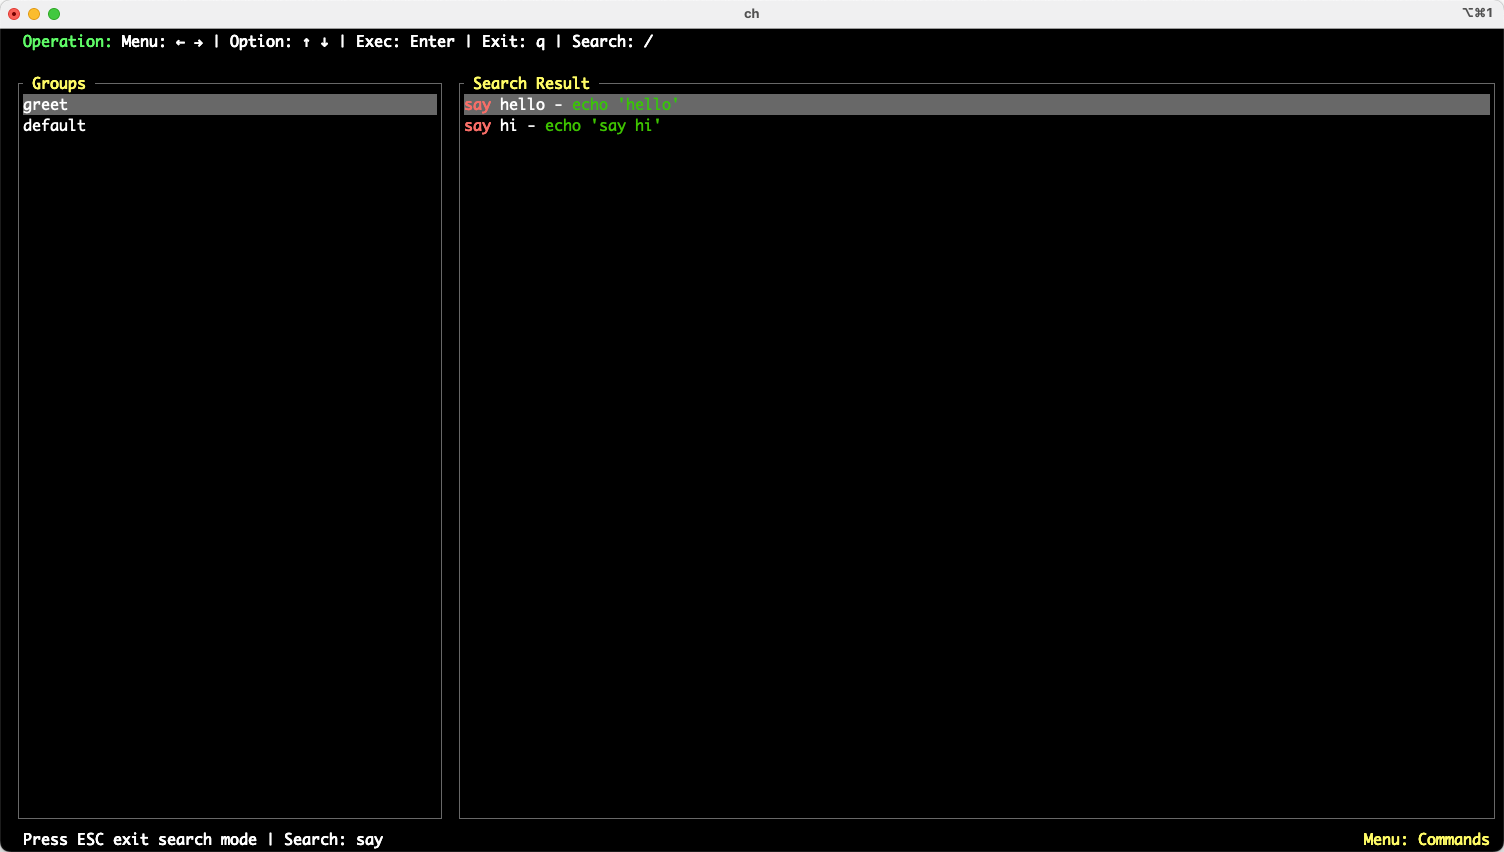 ch
⌥⌘1
Operation: Menu: ← → | Option: ↑ ↓ | Exec: Enter | Exit: q | Search: /
Groups
greet
default
Search Result
say hello - echo 'hello'
say hi - echo 'say hi'
Press ESC exit search mode | Search: say
Menu: Commands